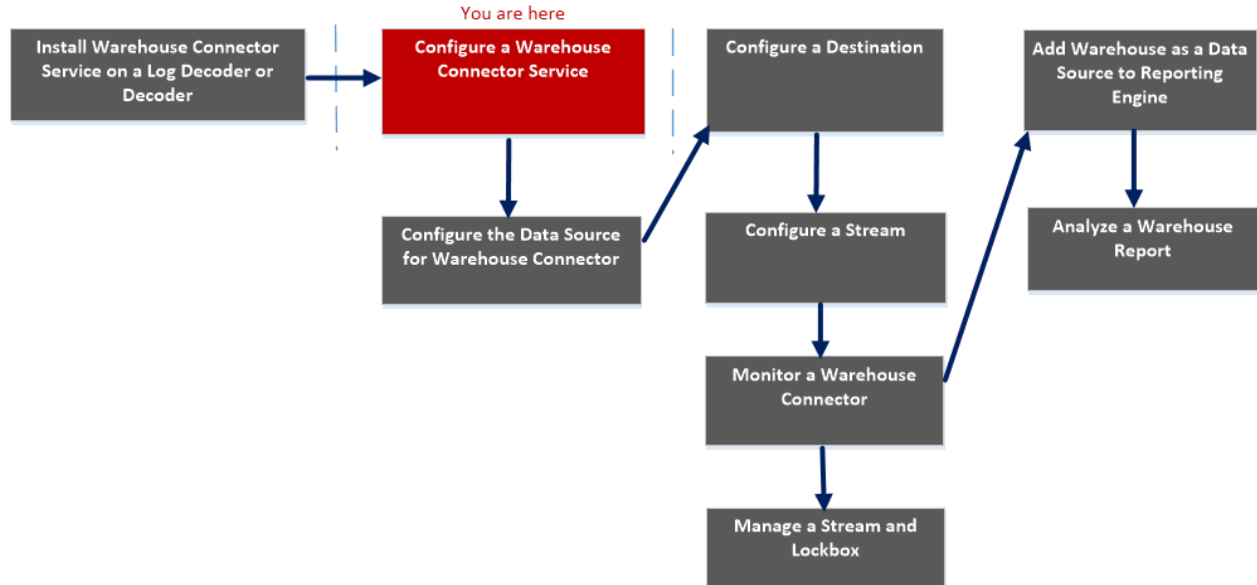 You are here
Install Warehouse Connector
Service on a Log Decoder or
Decoder
Configure a Warehouse
Connector Service
Configure the Data Source
for Warehouse Connector
Configure a Destination
Configure a Stream
Monitor a Warehouse
Connector
Manage a Stream and
Lockbox
Add Warehouse as a Data
Source to Reporting
Engine
Analyze a Warehouse
Report